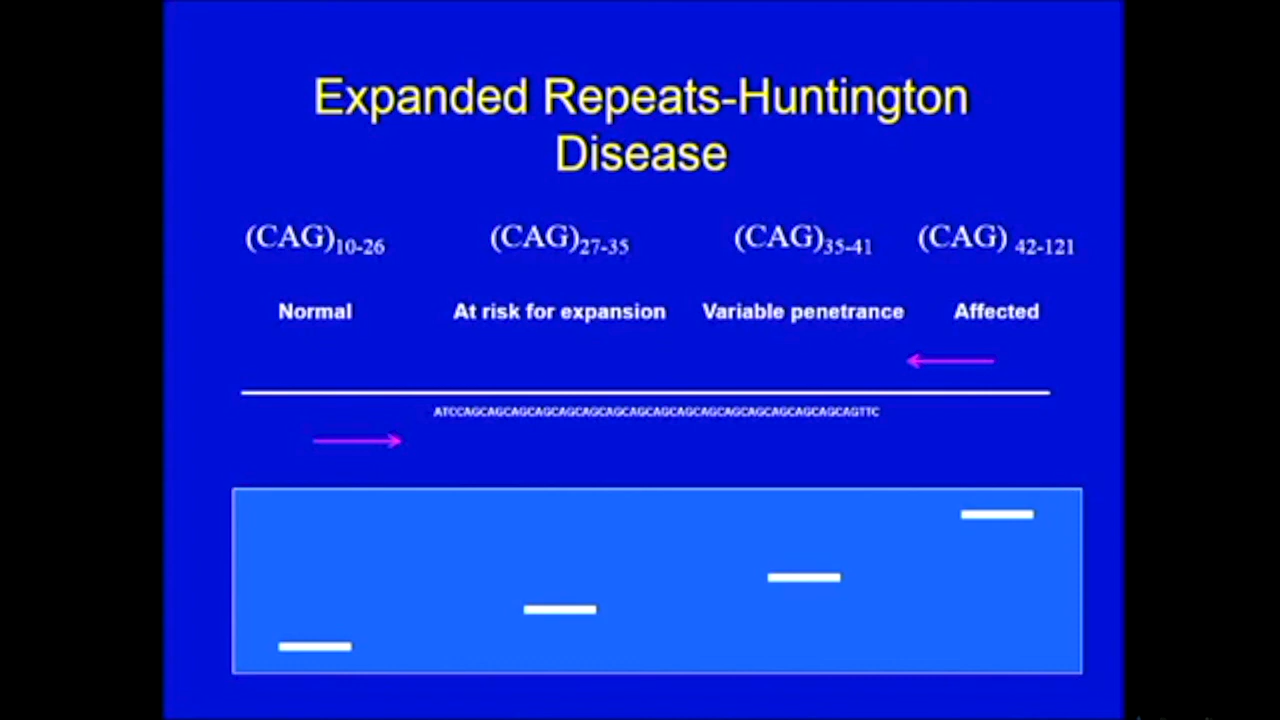 Expanded Repeats-Huntington
Disease
(CAG)10-26 (CAG)27-35 (CAG)35-41 (CAG) 42-121
Normal At risk for expansion Variable penetrance Affected
ATCCAGCAGCAGCAGCAGCAGCAGCAGCAGCAGCAGCAGCAGCAGCAGCAGCAGCAGTTC